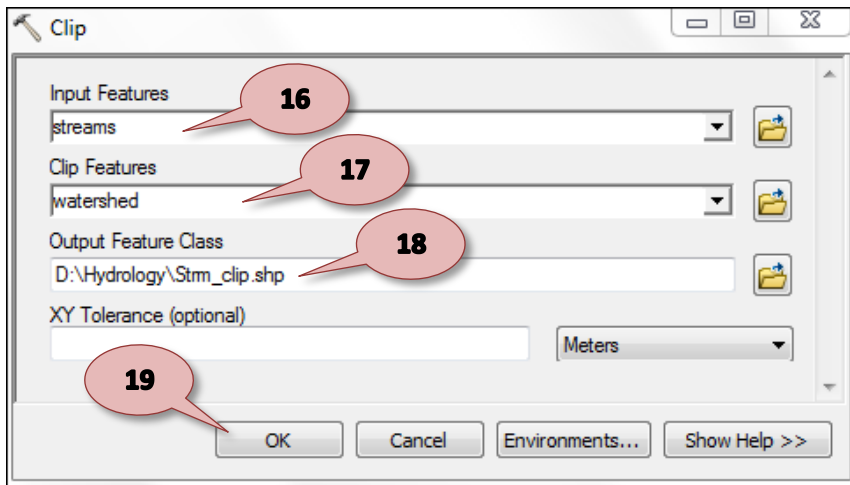 Clip
Input Features
16
streams
Clip Features
17
watershed
Output Feature Class
18
D:\Hydrology\Strm_clip.shp
XY Tolerance (optional)
Meters
19
OK Cancel Environments... Show Help >>